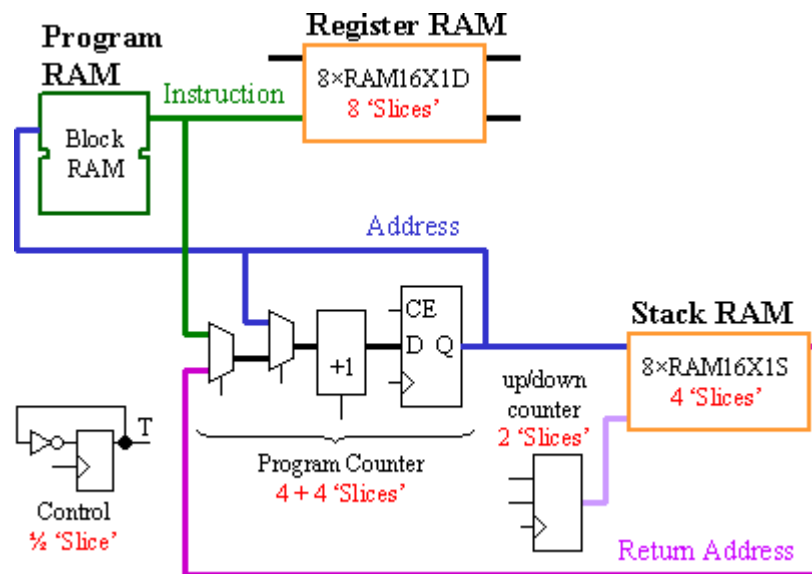 Program
RAM
Register RAM
Instruction
8×RAM16X1D
8 ‘Slices’
Block
RAM
Address
CE
D Q
+1
Stack RAM
8×RAM16X1S
4 ‘Slices’
up/down
counter
2 ‘Slices’
T
Program Counter
4 + 4 ‘Slices’
Control
½ ‘Slice’
Return Address